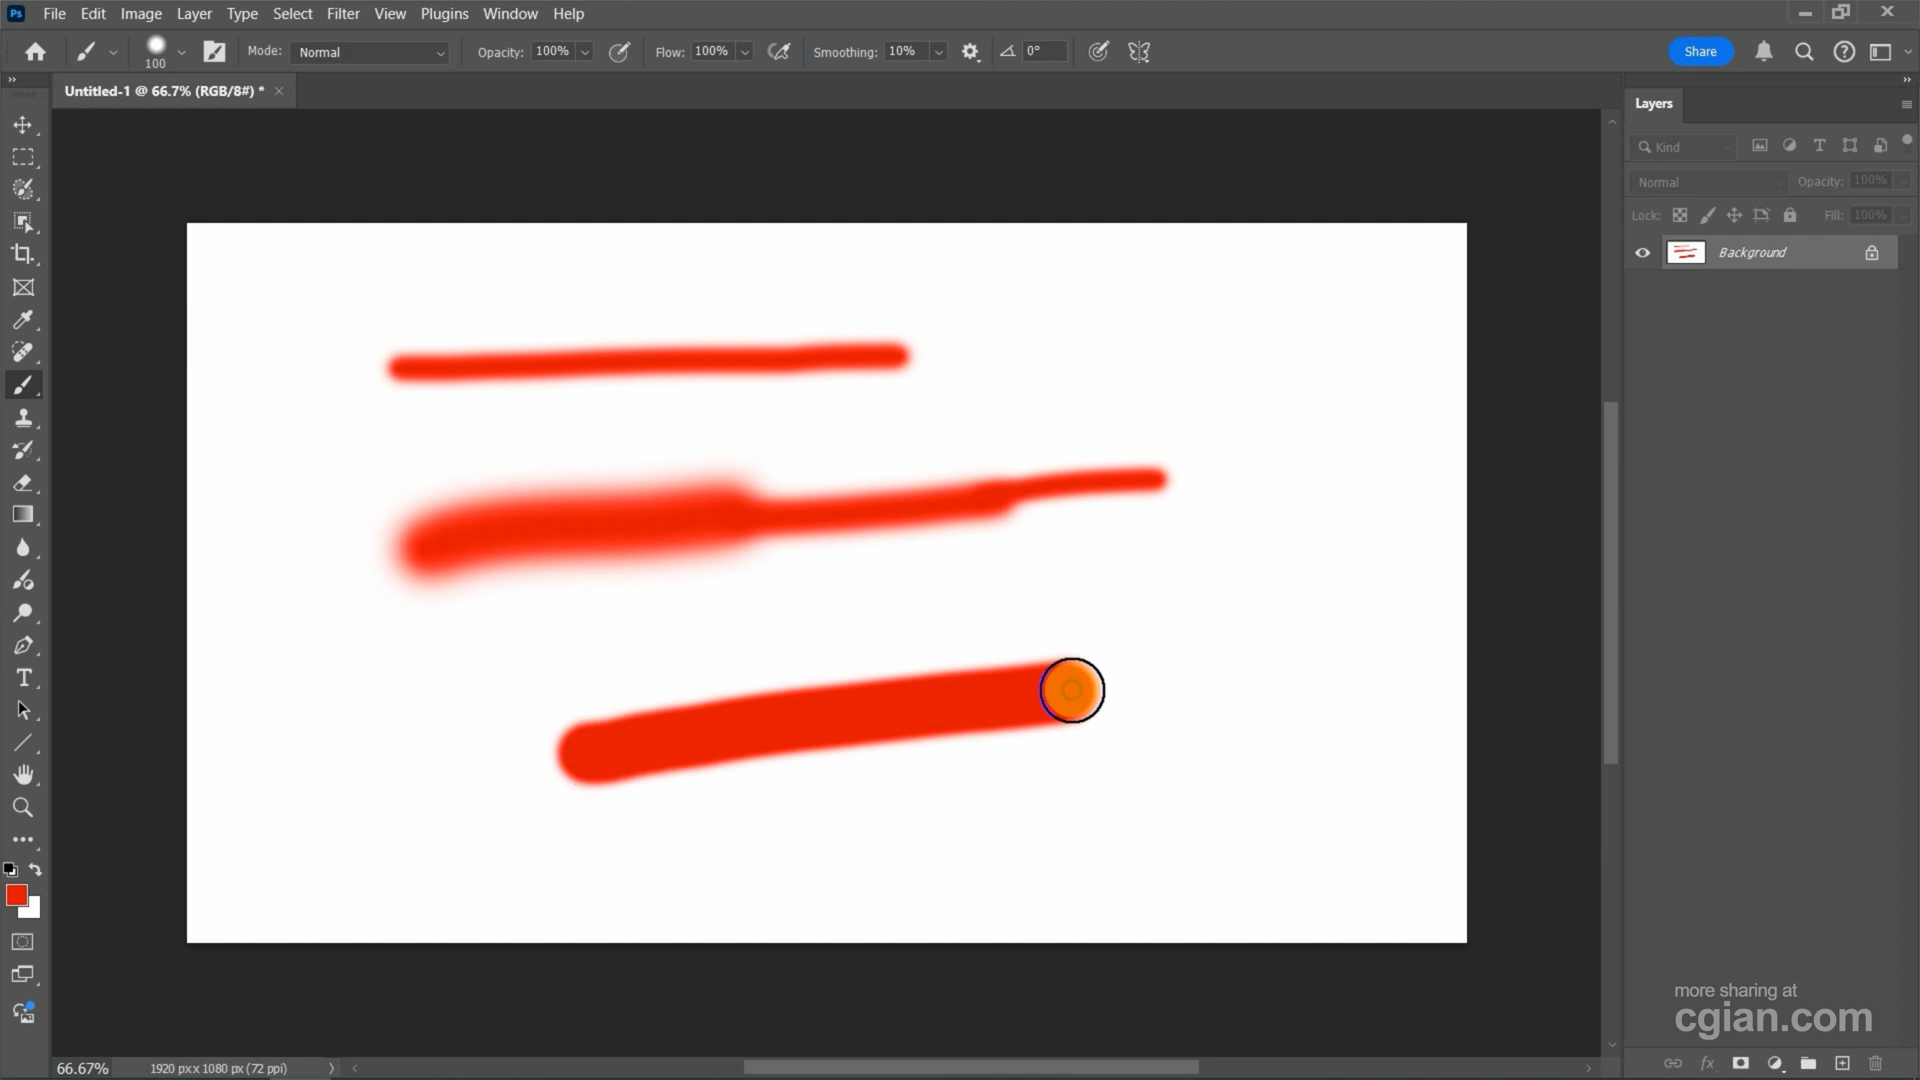 Ps File Edit Image Layer Type Select Filter View Plugins Window Help
100 Mode: Normal Opacity: 100% Flow: 100% Smoothing: 10% 0° Share
Untitled-1 @ 66.7% (RGB/8#) *
Layers
Kind
Normal Opacity: 100%
Lock: Fill: 100%
Background
more sharing at
cgian.com
66.67% 1920 px x 1080 px (72 ppi)